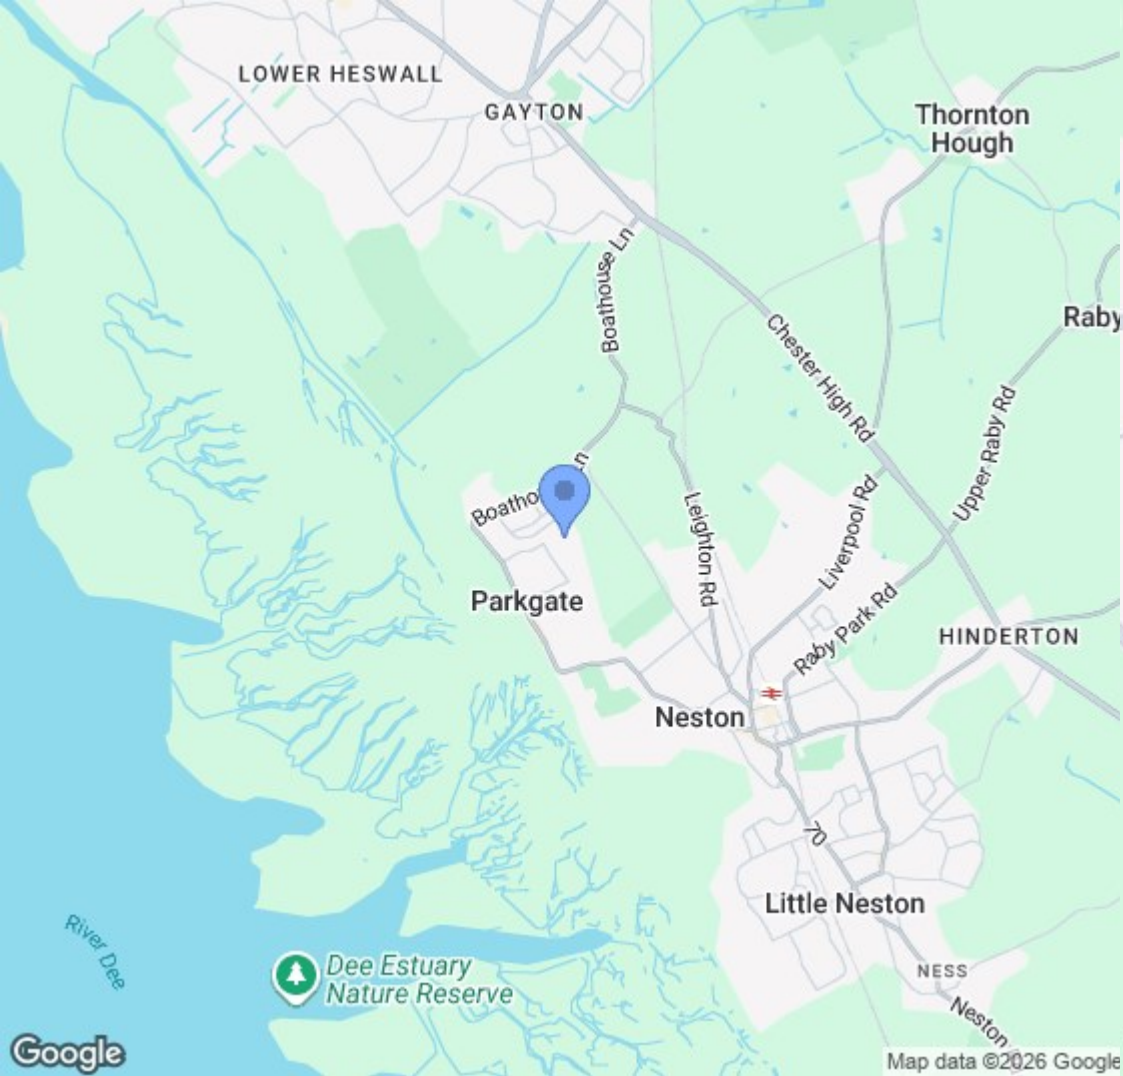 LOWER HESWALL
GAYTON
Thornton
Hough
Boathouse Ln
Raby
Chester High Rd
Upper Raby Rd
Ln
Boatho
Leighton Rd
Liverpool Rd
Parkgate
Raby Park Rd
HINDERTON
Neston
70
Little Neston
River Dee
Dee Estuary
Nature Reserve
NESS
Neston
Google
Map data ©2026 Google